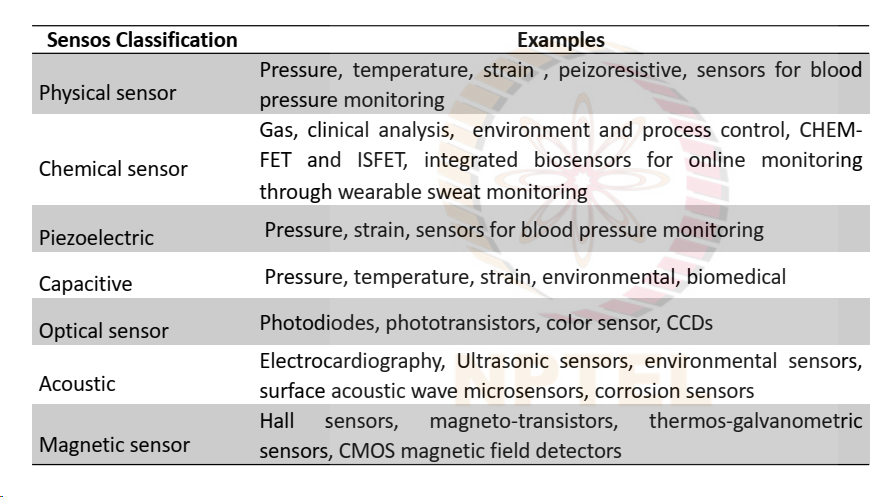 Sensos Classification Examples
Physical sensor
Pressure, temperature, strain , peizoresistive, sensors for blood
pressure monitoring
Chemical sensor
Gas, clinical analysis, environment and process control, CHEM-
FET and ISFET, integrated biosensors for online monitoring
through wearable sweat monitoring
Piezoelectric
Pressure, strain, sensors for blood pressure monitoring
Capacitive
Pressure, temperature, strain, environmental, biomedical
Optical sensor
Photodiodes, phototransistors, color sensor, CCDs
Acoustic
Electrocardiography, Ultrasonic sensors, environmental sensors,
surface acoustic wave microsensors, corrosion sensors
Magnetic sensor
Hall sensors, magneto-transistors, thermos-galvanometric
sensors, CMOS magnetic field detectors
NPTEL